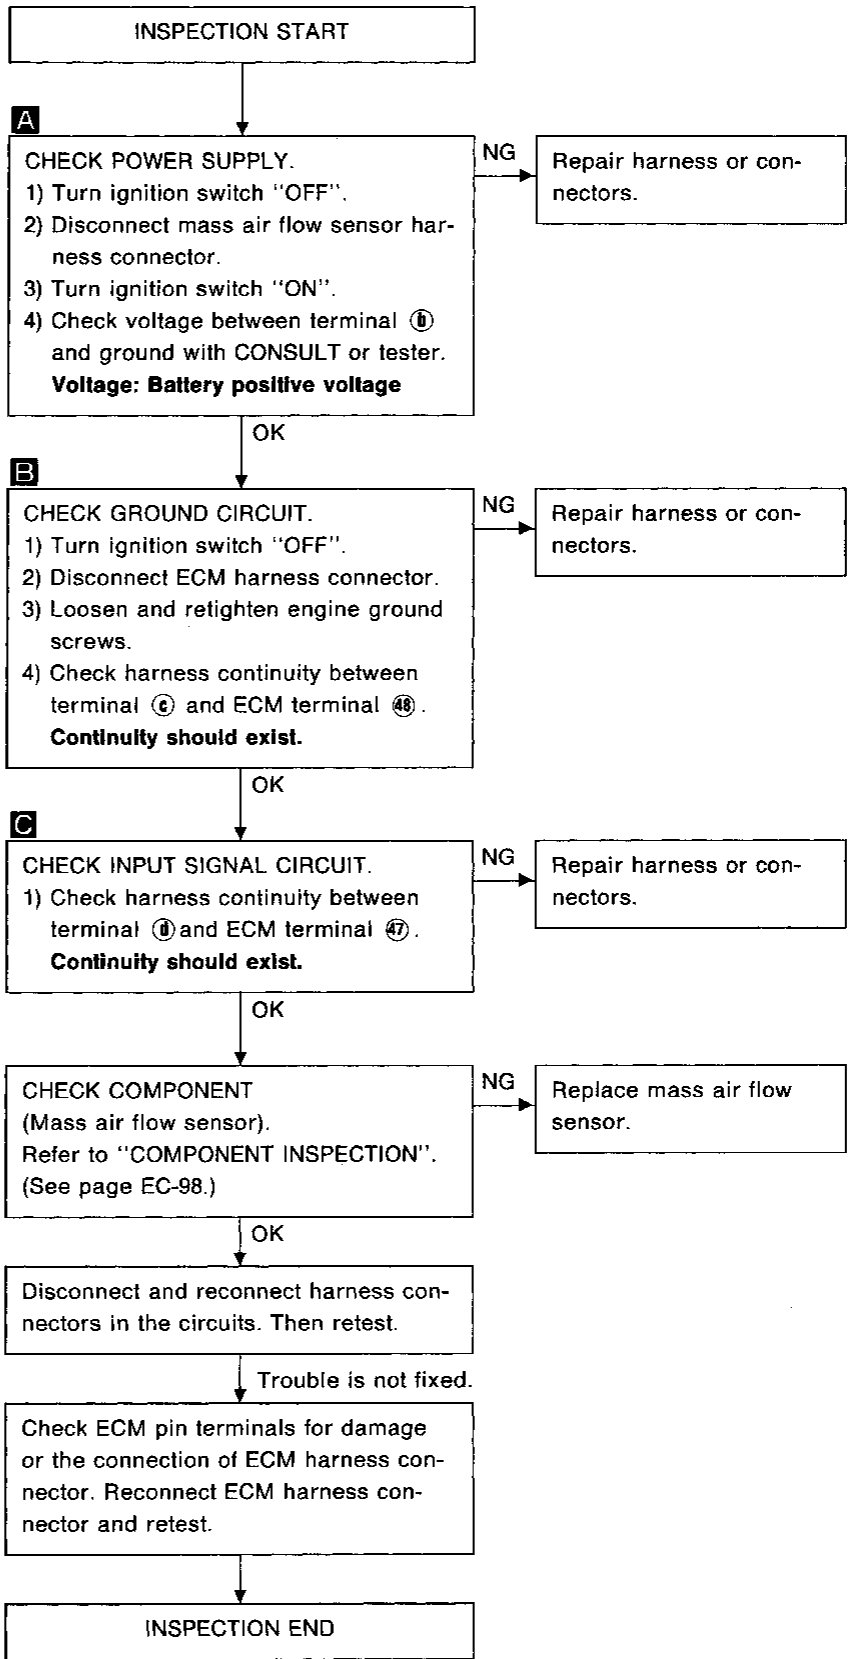 INSPECTION START
A
CHECK POWER SUPPLY.
1) Turn ignition switch "OFF".
2) Disconnect mass air flow sensor har-
ness connector.
3) Turn ignition switch "ON".
4) Check voltage between terminal ⓑ
and ground with CONSULT or tester.
Voltage: Battery positive voltage
NG
Repair harness or con-
nectors.
OK
B
CHECK GROUND CIRCUIT.
1) Turn ignition switch "OFF".
2) Disconnect ECM harness connector.
3) Loosen and retighten engine ground
screws.
4) Check harness continuity between
terminal ⓒ and ECM terminal ㊽.
Continuity should exist.
NG
Repair harness or con-
nectors.
OK
C
CHECK INPUT SIGNAL CIRCUIT.
1) Check harness continuity between
terminal ⓓ and ECM terminal ㊼.
Continuity should exist.
NG
Repair harness or con-
nectors.
OK
CHECK COMPONENT
(Mass air flow sensor).
Refer to "COMPONENT INSPECTION".
(See page EC-98.)
NG
Replace mass air flow
sensor.
OK
Disconnect and reconnect harness con-
nectors in the circuits. Then retest.
Trouble is not fixed.
Check ECM pin terminals for damage
or the connection of ECM harness con-
nector. Reconnect ECM harness con-
nector and retest.
INSPECTION END